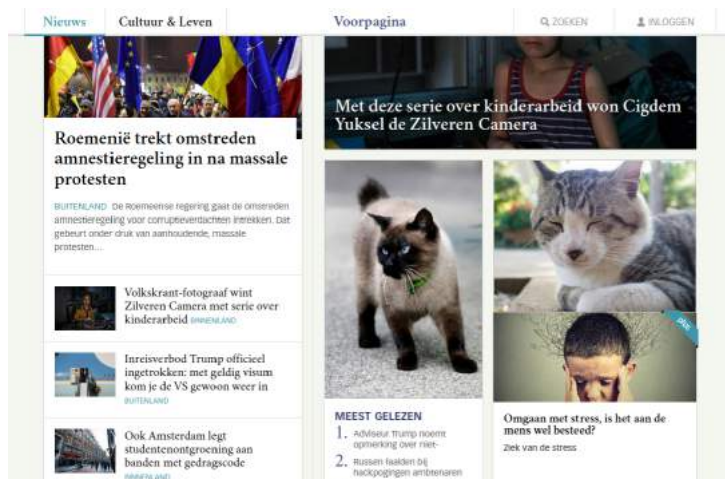 Nieuws
Cultuur & Leven
Voorpagina
ZOEKEN
INLOGGEN
Roemenië trekt omstreden
amnestieregeling in na massale
protesten
BUITENLAND De Roemeense regering gaat de omstreden
amnestieregeling voor corruptieverdachten intrekken. Dat
gebeurt onder druk van aanhoudende, massale
protesten...
Volkskrant-fotograaf wint
Zilveren Camera met serie over
kinderarbeid BINNENLAND
Inreisverbod Trump officieel
ingetrokken: met geldig visum
kom je de VS gewoon weer in
BUITENLAND
Ook Amsterdam legt
studentenontgroening aan
banden met gedragscode
BINNENLAND
Met deze serie over kinderarbeid won Cigdem
Yuksel de Zilveren Camera
MEEST GELEZEN
1. Adviseur Trump noemt
opmerking over niet-
2. Russen faalden bij
hackpogingen ambtenaren
plus
Omgaan met stress, is het aan de
mens wel besteed?
Ziek van de stress